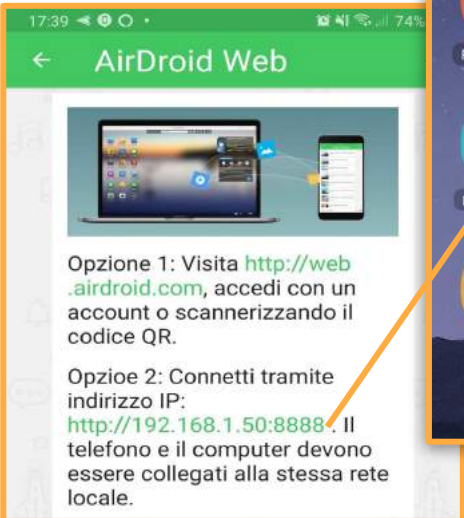 17:39
74%
AirDroid Web
Opzione 1: Visita http://web
.airdroid.com, accedi con un
account o scannerizzando il
codice QR.
Opzioe 2: Connetti tramite
indirizzo IP:
http://192.168.1.50:8888 . Il
telefono e il computer devono
essere collegati alla stessa rete
locale.